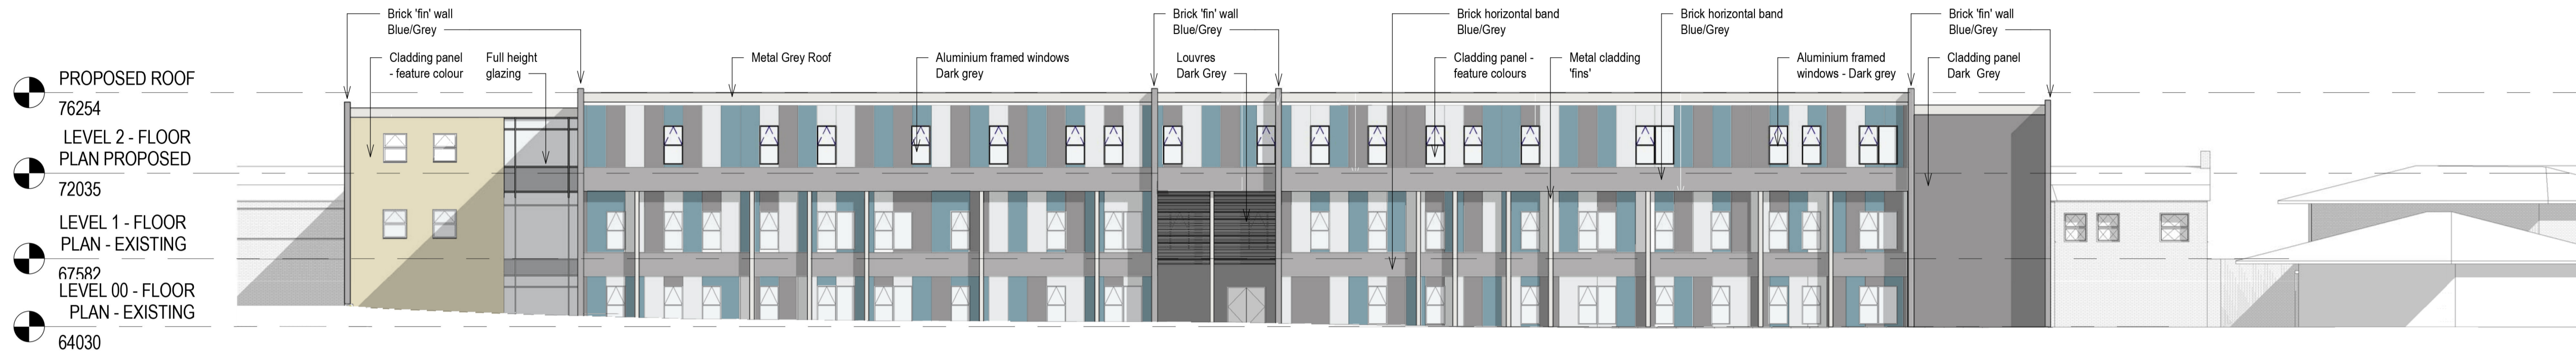 Brick 'fin' wall
Blue/Grey
Brick 'fin' wall
Blue/Grey
Brick horizontal band
Blue/Grey
Brick horizontal band
Blue/Grey
Brick 'fin' wall
Blue/Grey
Cladding panel
- feature colour
Full height
glazing
Metal Grey Roof
Aluminium framed windows
Dark grey
Louvres
Dark Grey
Cladding panel -
feature colours
Metal cladding
'fins'
Aluminium framed
windows - Dark grey
Cladding panel
Dark Grey
PROPOSED ROOF
76254
LEVEL 2 - FLOOR
PLAN PROPOSED
72035
LEVEL 1 - FLOOR
PLAN - EXISTING
67582
LEVEL 00 - FLOOR
PLAN - EXISTING
64030